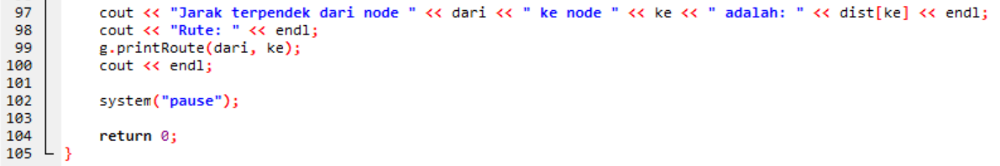 97 cout << "Jarak terpendek dari node " << dari << " ke node " << ke << " adalah: " << dist[ke] << endl;
98 cout << "Rute: " << endl;
99 g.printRoute(dari, ke);
100 cout << endl;
101
102 system("pause");
103
104 return 0;
105 }